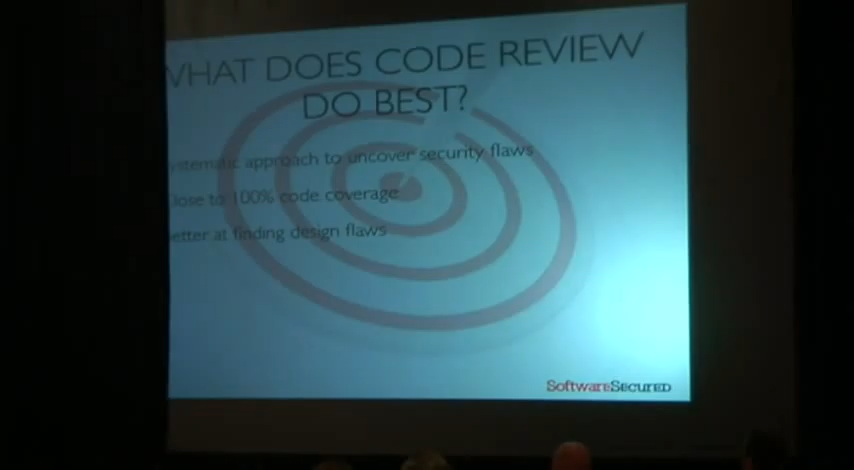 WHAT DOES CODE REVIEW
DO BEST?
ystematic approach to uncover security flaws
lose to 100% code coverage
etter at finding design flaws
SoftwareSecured